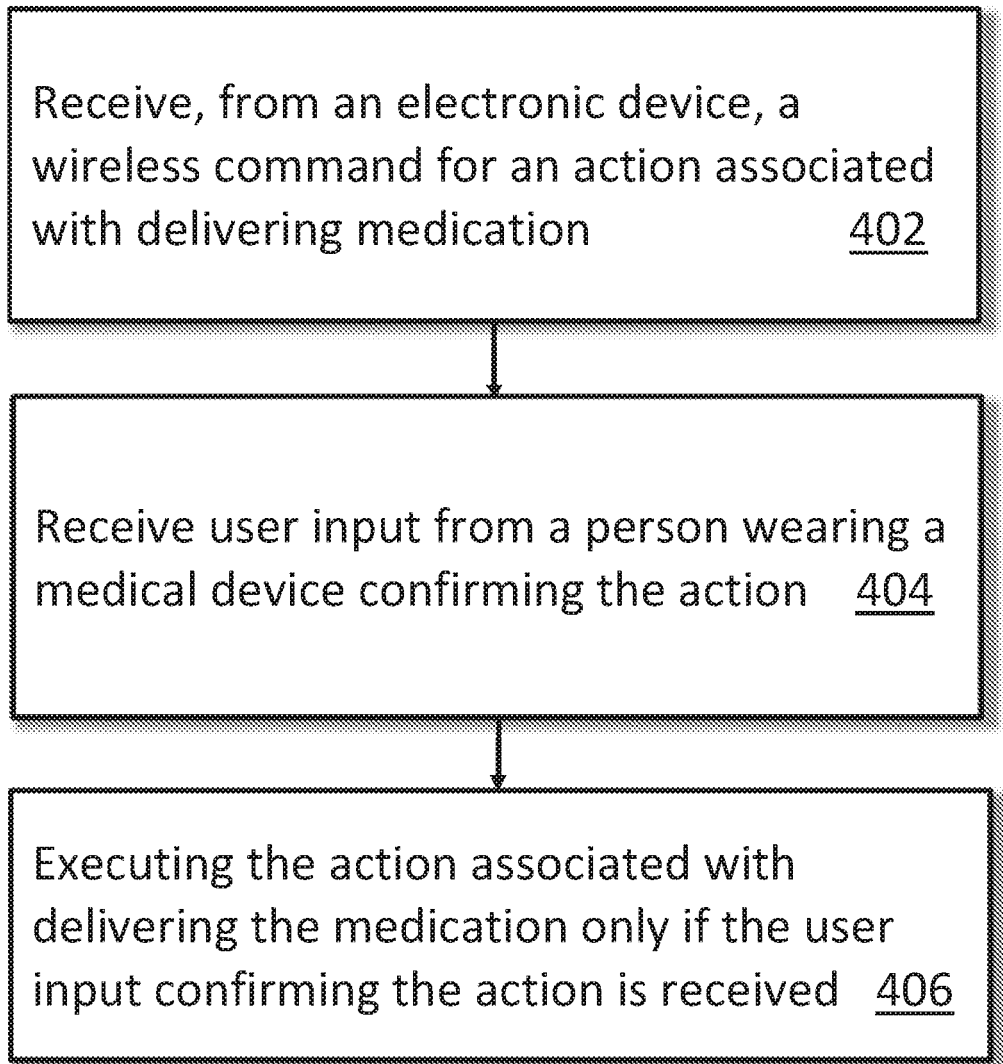 Receive, from an electronic device, a
wireless command for an action associated
with delivering medication 402
Receive user input from a person wearing a
medical device confirming the action 404
Executing the action associated with
delivering the medication only if the user
input confirming the action is received 406